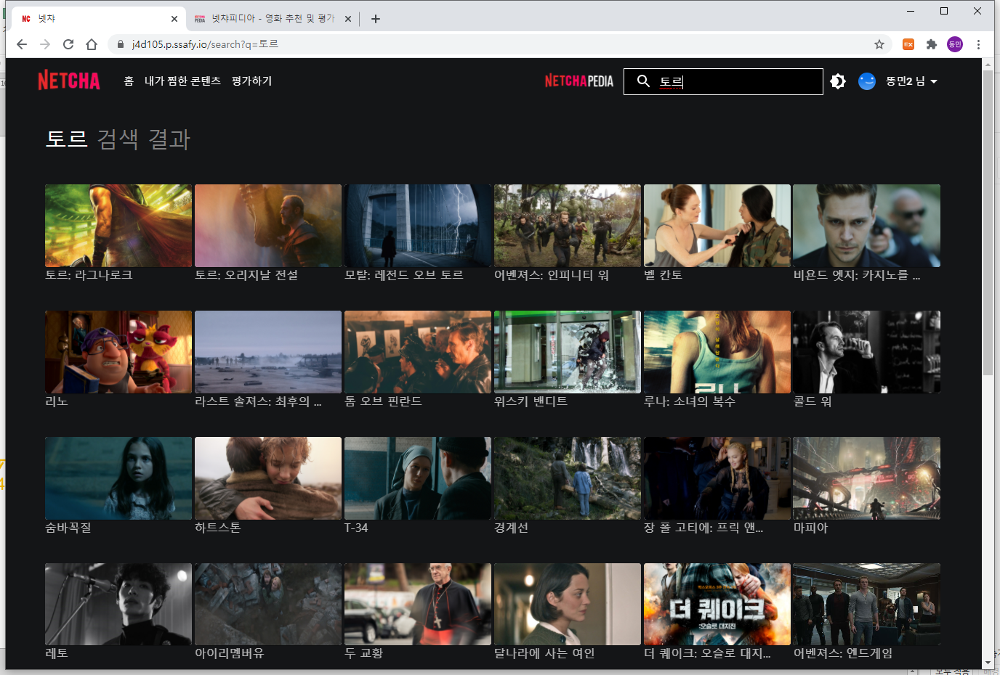 NC 넷챠
NETCHA PEDIA 넷챠피디아 - 영화 추천 및 평가
j4d105.p.ssafy.io/search?q=토르
동민
NETCHA 홈 내가 찜한 콘텐츠 평가하기 NETCHAPEDIA 토르 똥민2 님
토르 검색 결과
토르: 라그나로크 토르: 오리지날 전설 모탈: 레전드 오브 토르 어벤져스: 인피니티 워 벨 칸토 비욘드 엣지: 카지노를 ...
리노 라스트 솔져스: 최후의 ... 톰 오브 핀란드 위스키 밴디트 루나: 소녀의 복수 콜드 워
숨바꼭질 하트스톤 T-34 경계선 장 폴 고티에: 프릭 앤... 마피아
더 퀘이크
:오슬로 대지진
레토 아이리멤버유 두 교황 달나라에 사는 여인 더 퀘이크: 오슬로 대지... 어벤져스: 엔드게임
모두 적용